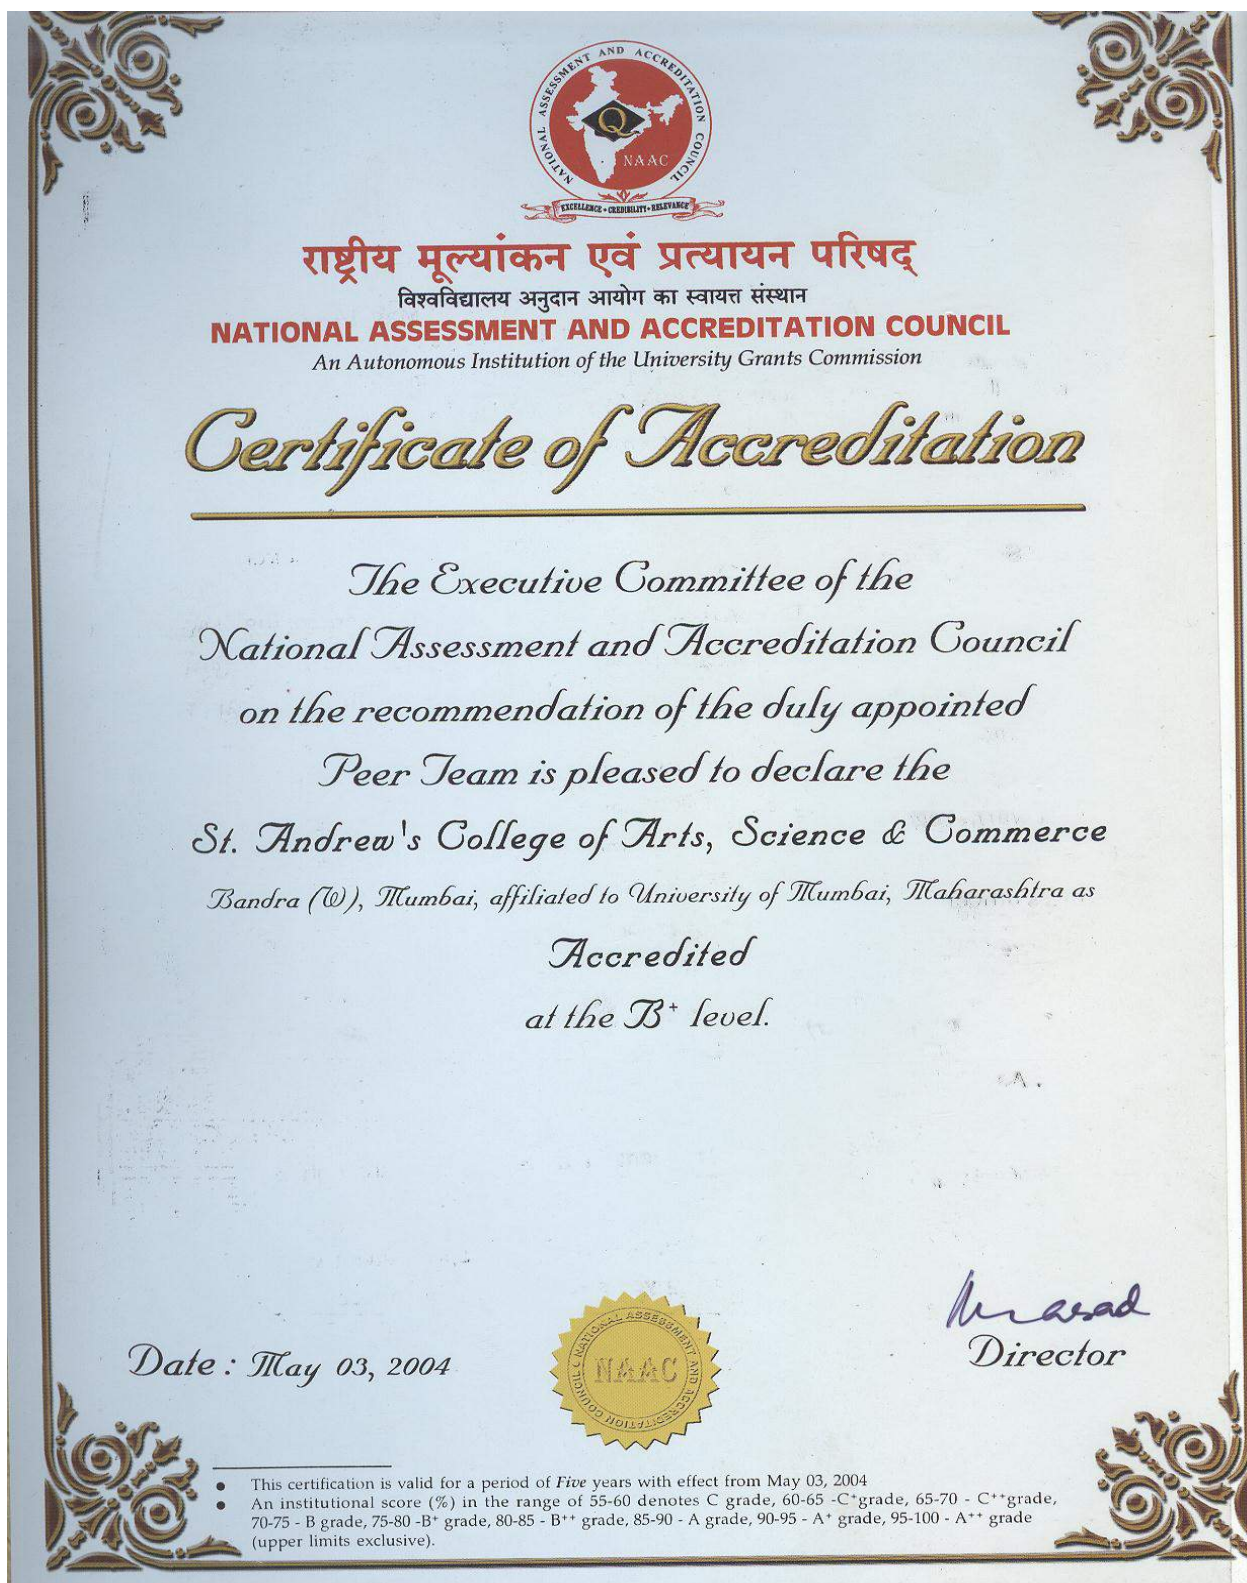 NATIONAL ASSESSMENT AND ACCREDITATION COUNCIL
Q
NAAC
EXCELLENCE • CREDIBILITY • RELEVANCE
राष्ट्रीय मूल्यांकन एवं प्रत्यायन परिषद्
विश्वविद्यालय अनुदान आयोग का स्वायत्त संस्थान
NATIONAL ASSESSMENT AND ACCREDITATION COUNCIL
An Autonomous Institution of the University Grants Commission
Certificate of Accreditation
The Executive Committee of the
National Assessment and Accreditation Council
on the recommendation of the duly appointed
Peer Team is pleased to declare the
St. Andrew's College of Arts, Science & Commerce
Bandra (W), Mumbai, affiliated to University of Mumbai, Maharashtra as
Accredited
at the B⁺ level.
Director
Date : May 03, 2004
NATIONAL ASSESSMENT AND ACCREDITATION COUNCIL
NAAC
• This certification is valid for a period of Five years with effect from May 03, 2004
• An institutional score (%) in the range of 55-60 denotes C grade, 60-65 -C⁺grade, 65-70 - C⁺⁺grade,
70-75 - B grade, 75-80 -B⁺ grade, 80-85 - B⁺⁺ grade, 85-90 - A grade, 90-95 - A⁺ grade, 95-100 - A⁺⁺ grade
(upper limits exclusive).